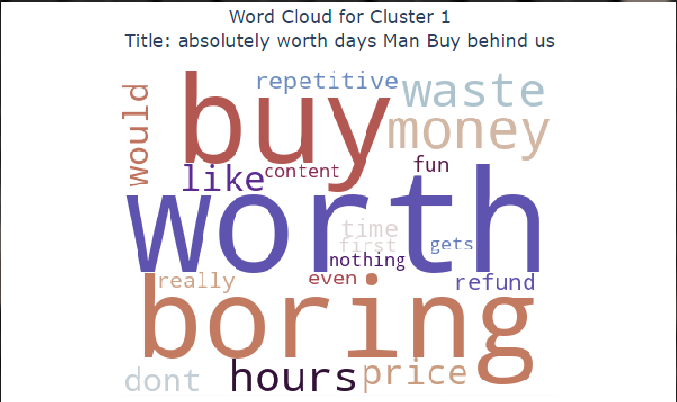 Word Cloud for Cluster 1
Title: absolutely worth days Man Buy behind us
repetitive
waste
would
buy
money
like
content
fun
worth
time
first
gets
nothing
really
even
refund
boring
dont
hours
price